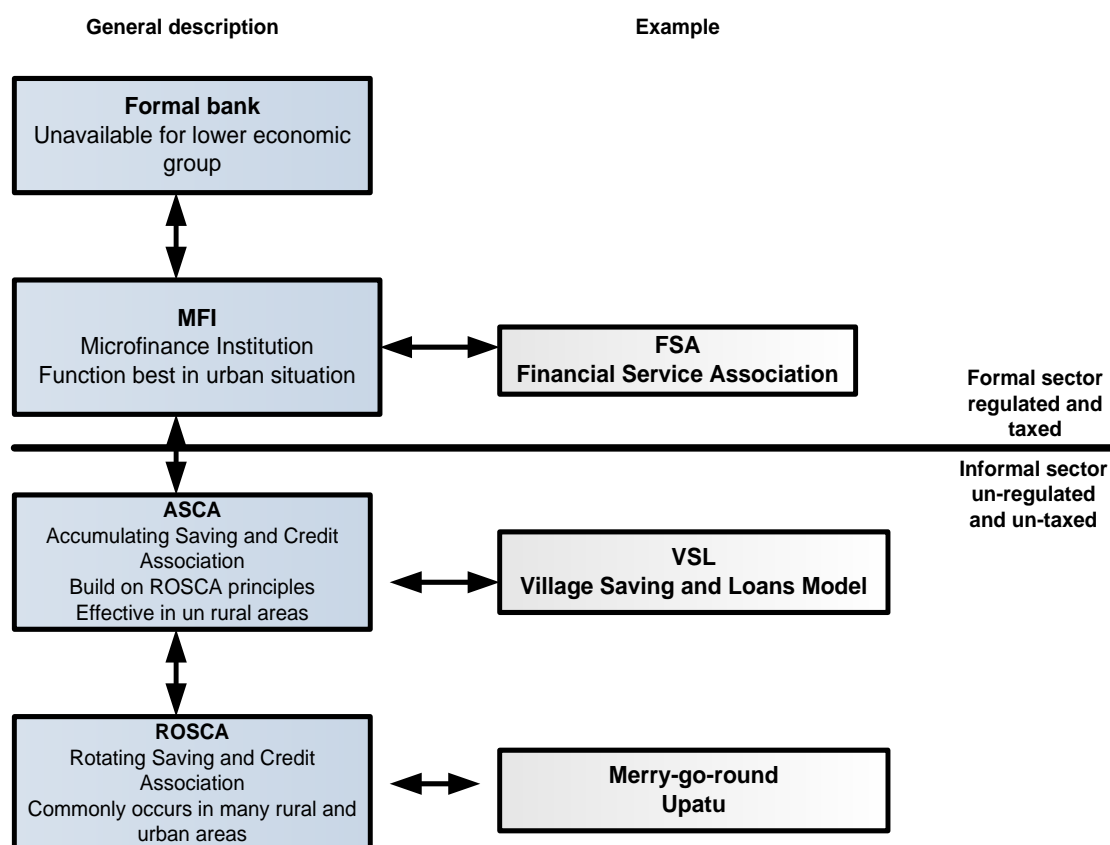 General description
Example
Formal bank
Unavailable for lower economic
group
MFI
Microfinance Institution
Function best in urban situation
FSA
Financial Service Association
Formal sector
regulated and
taxed
Informal sector
un-regulated
and un-taxed
ASCA
Accumulating Saving and Credit
Association
Build on ROSCA principles
Effective in un rural areas
VSL
Village Saving and Loans Model
ROSCA
Rotating Saving and Credit
Association
Commonly occurs in many rural and
urban areas
Merry-go-round
Upatu